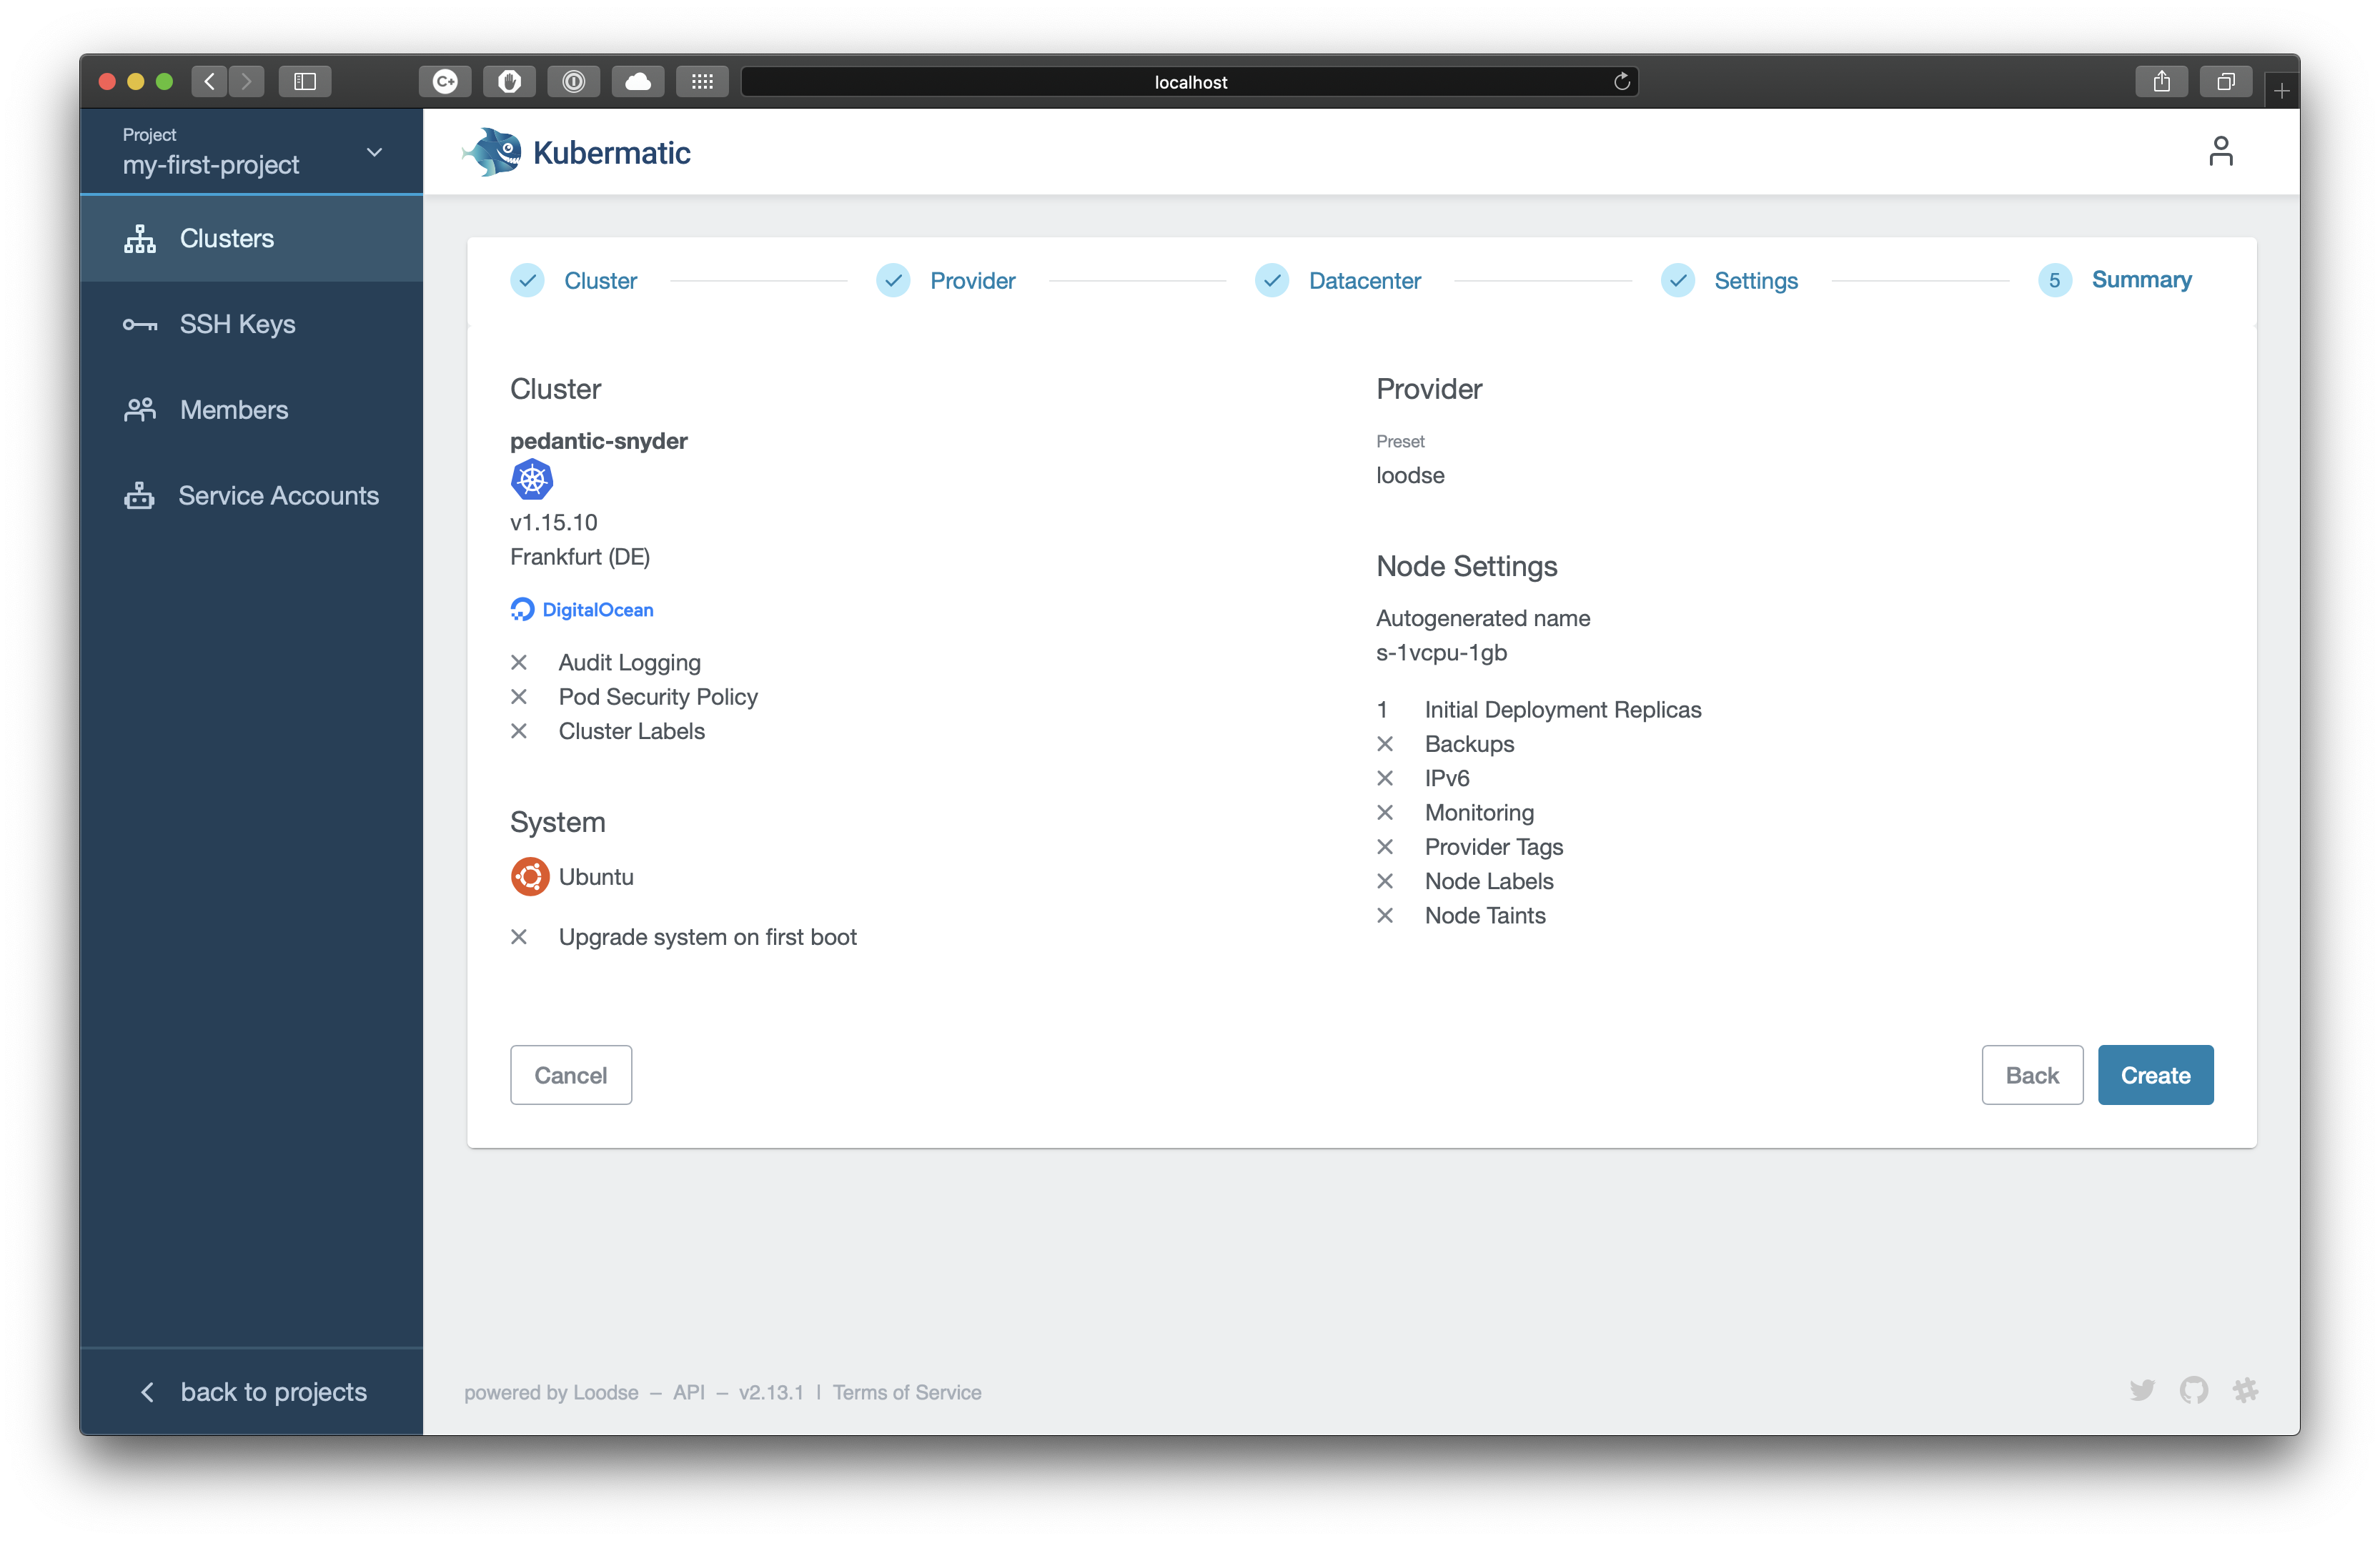 localhost
Project
my-first-project
Kubermatic
Clusters
SSH Keys
Members
Service Accounts
back to projects
Cluster
Provider
Datacenter
Settings
5 Summary
Cluster
pedantic-snyder
v1.15.10
Frankfurt (DE)
DigitalOcean
Audit Logging
Pod Security Policy
Cluster Labels
System
Ubuntu
Upgrade system on first boot
Provider
Preset
loodse
Node Settings
Autogenerated name
s-1vcpu-1gb
1 Initial Deployment Replicas
Backups
IPv6
Monitoring
Provider Tags
Node Labels
Node Taints
Cancel
Back
Create
powered by Loodse – API – v2.13.1 | Terms of Service